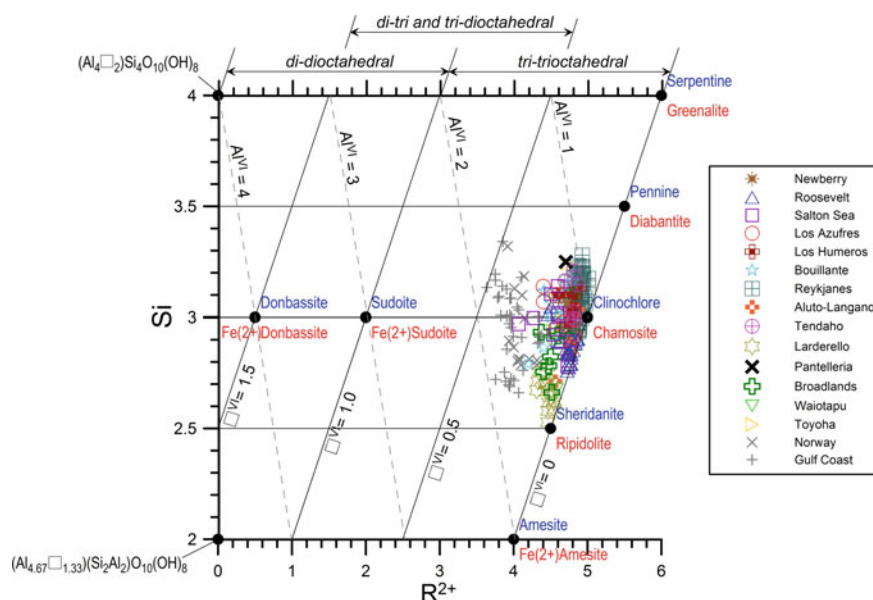 di-tri and tri-dioctahedral
di-dioctahedral
tri-trioctahedral
(Al₄□₂)Si₄O₁₀(OH)₈
Serpentine
Greenalite
4
Al^VI = 4
Al^VI = 3
Al^VI = 2
Al^VI = 1
3.5
Pennine
Diabantite
Si
3
Donbassite
Fe(2+)Donbassite
Sudoite
Fe(2+)Sudoite
Clinochlore
Chamosite
□^VI = 1.5
□^VI = 1.0
□^VI = 0.5
□^VI = 0
2.5
Sheridanite
Ripidolite
Amesite
Fe(2+)Amesite
2
(Al₄.₆₇□₁.₃₃)(Si₂Al₂)O₁₀(OH)₈
0 1 2 3 4 5 6
R²⁺
Newberry
Roosevelt
Salton Sea
Los Azufres
Los Humeros
Bouillante
Reykjanes
Aluto-Langano
Tendaho
Larderello
Pantelleria
Broadlands
Waiotapu
Toyoha
Norway
Gulf Coast